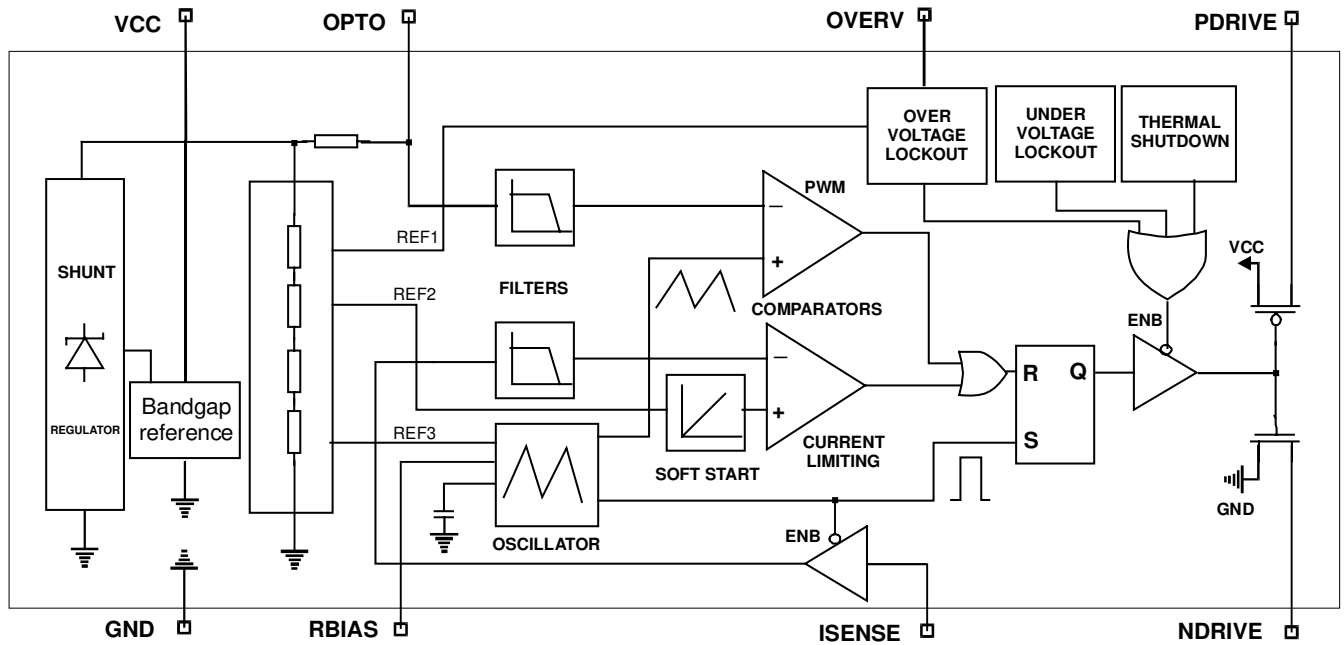 VCC
OPTO
OVERV
PDRIVE
OVER
VOLTAGE
LOCKOUT
UNDER
VOLTAGE
LOCKOUT
THERMAL
SHUTDOWN
PWM
−
+
REF1
SHUNT
REGULATOR
Bandgap
reference
REF2
FILTERS
COMPARATORS
VCC
ENB
−
+
REF3
SOFT START
CURRENT
LIMITING
R
Q
S
OSCILLATOR
ENB
GND
GND
RBIAS
ISENSE
NDRIVE